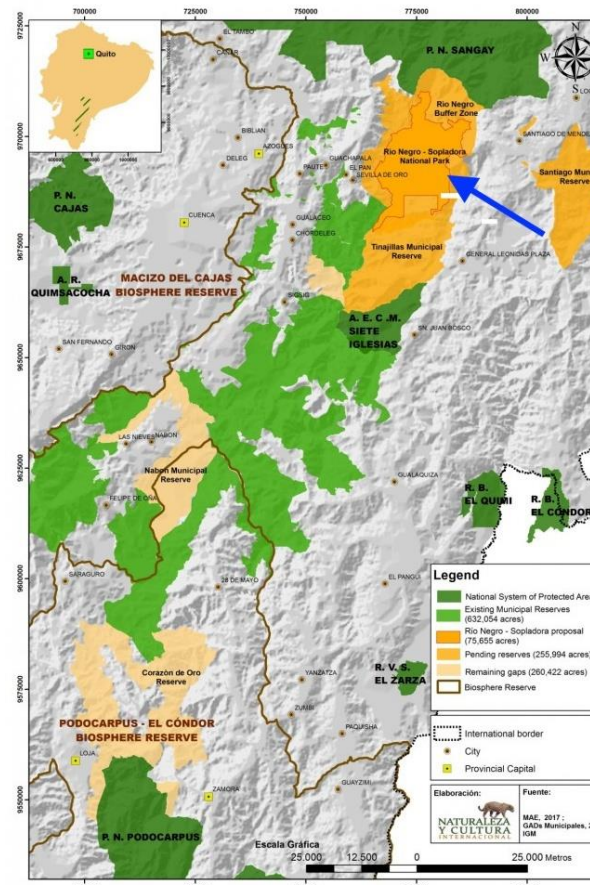 700000
725000
750000
775000
800000
9725000
9700000
9675000
9650000
9625000
9600000
9575000
9550000
Quito
EL TAMBO
CAÑAR
P. N. SANGAY
W
S
Rio Negro
Buffer Zone
BIBLIAN
AZOGUES
DELEG
Rio Negro - Sopladora
National Park
SANTIAGO DE MENDEZ
GUACHAPALA
PAUTE
EL PAN
SEVILLA DE ORO
Santiago Muni
Reserve
P. N.
CAJAS
CUENCA
GUALACEO
CHORDELEG
Tinajillas Municipal
Reserve
GENERAL LEONIDAS PLAZA
A. R.
QUIMSACOCHA
MACIZO DEL CAJAS
BIOSPHERE RESERVE
SIGSIG
A. E. C .M.
SIETE
IGLESIAS
SN. JUAN BOSCO
SAN FERNANDO
GIRON
LAS NIEVES
NABON
Nabon Municipal
Reserve
GUALAQUIZA
R. B.
EL QUIMI
R. B.
EL CÓNDOR
FELIPE DE OÑA
SARAGURO
28 DE MAYO
EL PANGUI
Corazón de Oro
Reserve
YANZATZA
R. V. S.
EL ZARZA
ZUMBI
PAQUISHA
PODOCARPUS - EL CÓNDOR
BIOSPHERE RESERVE
LOJA
ZAMORA
GUAYZIMI
P. N. PODOCARPUS
Legend
National System of Protected Area
Existing Municipal Reserves
(632,054 acres)
Rio Negro - Sopladora proposal
(75,655 acres)
Pending reserves (255,994 acres)
Remaining gaps (260,422 acres)
Biosphere Reserve
International border
City
Provincial Capital
Elaboración:
NATURALEZA
Y CULTURA
INTERNACIONAL
Fuente:
MAE, 2017 ;
GADs Municipales, 2
IGM
Escala Gráfica
25.000
12.500
0
25.000 Metros